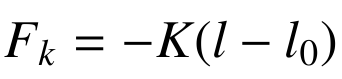 F_k = -K(l - l_0)